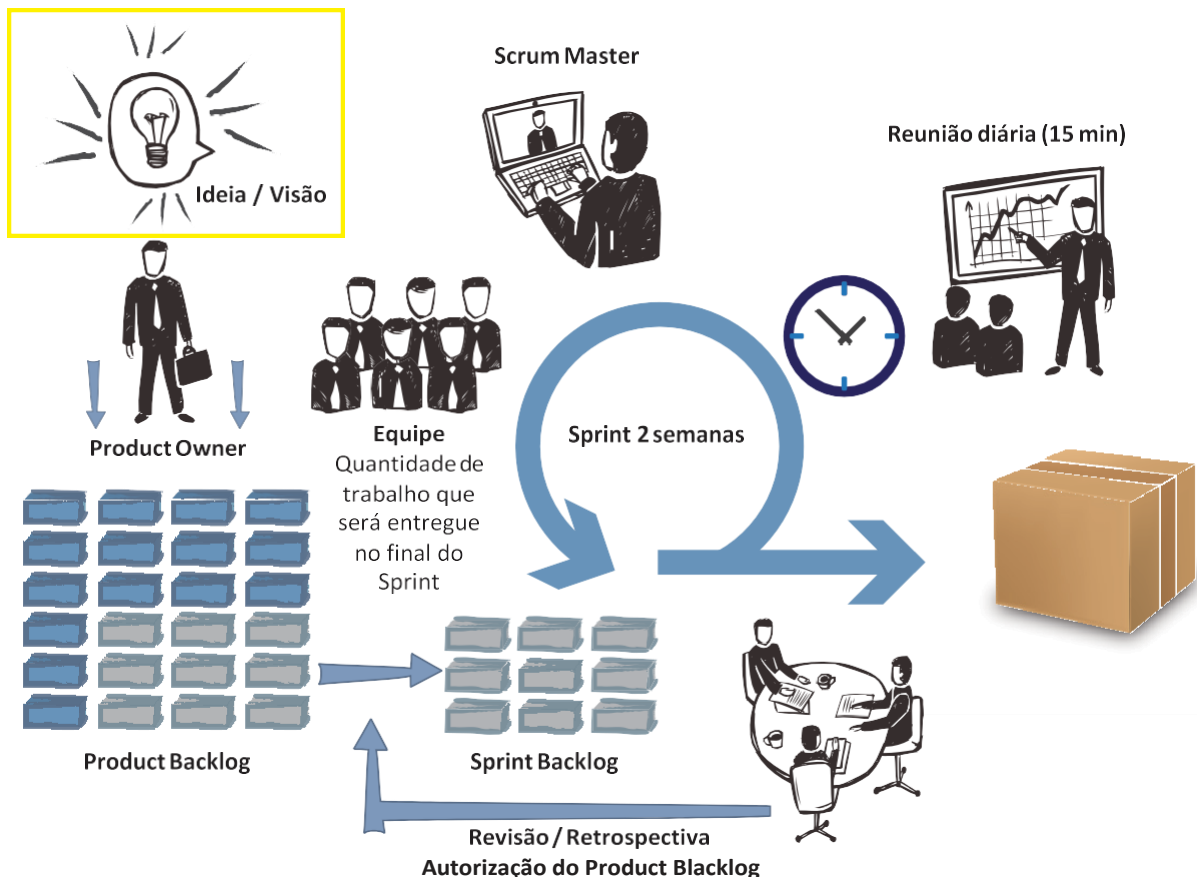 Scrum Master
Reunião diária (15 min)
Ideia / Visão
Product Owner
Equipe
Quantidade de
trabalho que
será entregue
no final do
Sprint
Sprint 2 semanas
Product Backlog
Sprint Backlog
Revisão / Retrospectiva
Autorização do Product Blacklog